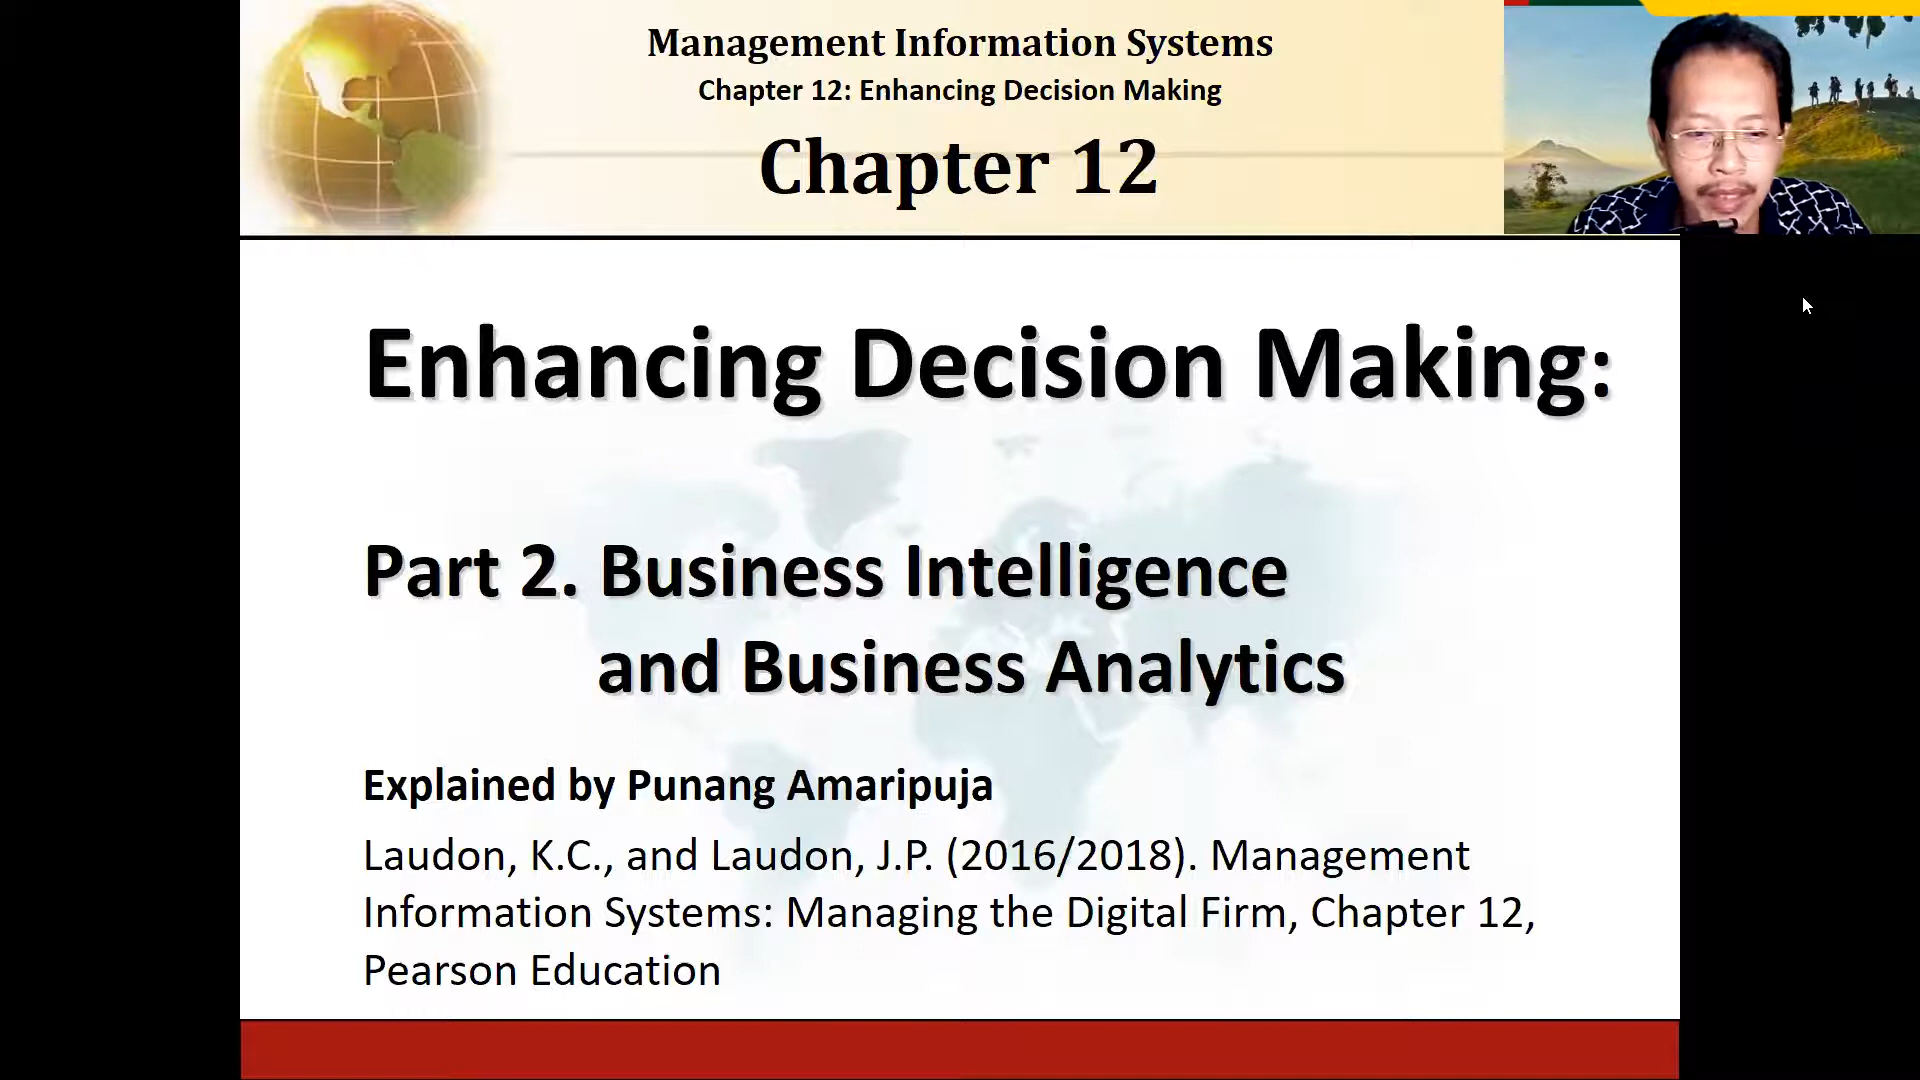 Management Information Systems
Chapter 12: Enhancing Decision Making
Chapter 12
Enhancing Decision Making:
Part 2. Business Intelligence
and Business Analytics
Explained by Punang Amaripuja
Laudon, K.C., and Laudon, J.P. (2016/2018). Management
Information Systems: Managing the Digital Firm, Chapter 12,
Pearson Education